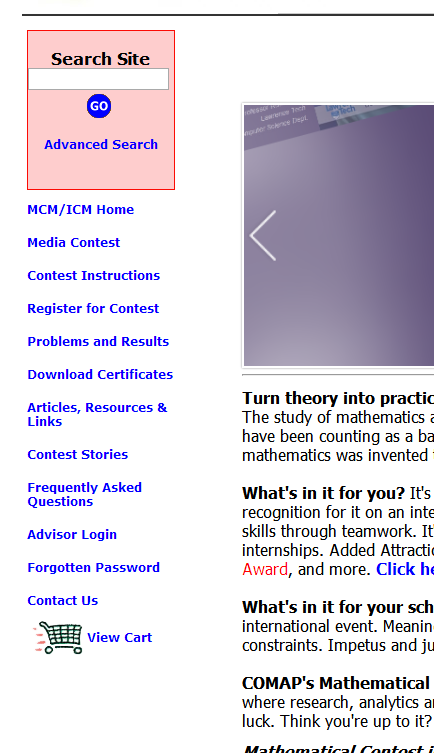 Search Site
GO
Advanced Search
MCM/ICM Home
Media Contest
Contest Instructions
Register for Contest
Problems and Results
Download Certificates
Articles, Resources &
Links
Contest Stories
Frequently Asked
Questions
Advisor Login
Forgotten Password
Contact Us
View Cart
Lawrence Tech
Computer Science Dept.
Turn theory into practic
The study of mathematics a
have been counting as a ba
mathematics was invented
What's in it for you? It's
recognition for it on an inte
skills through teamwork. It'
internships. Added Attractio
Award, and more. Click he
What's in it for your sch
international event. Meanin
constraints. Impetus and ju
COMAP's Mathematical
where research, analytics a
luck. Think you're up to it?
Mathematical Contest i